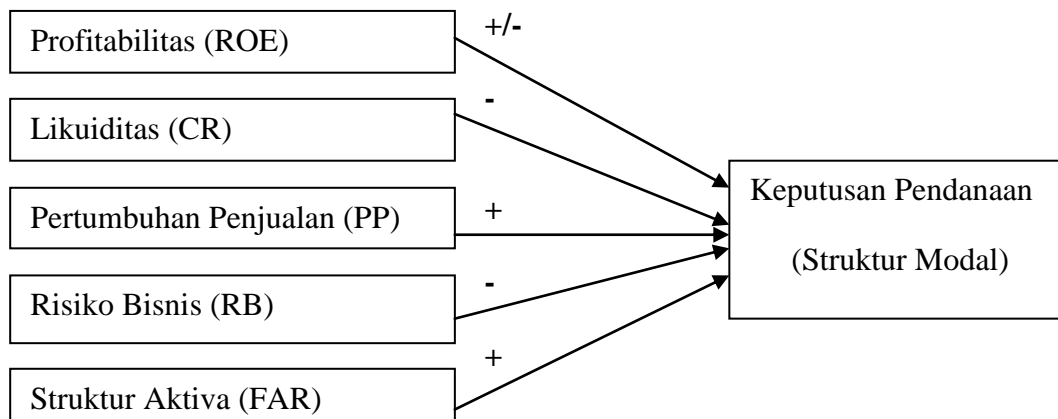 Profitabilitas (ROE)
+/-
Likuiditas (CR)
-
Pertumbuhan Penjualan (PP)
+
Risiko Bisnis (RB)
-
Struktur Aktiva (FAR)
+
Keputusan Pendanaan
(Struktur Modal)